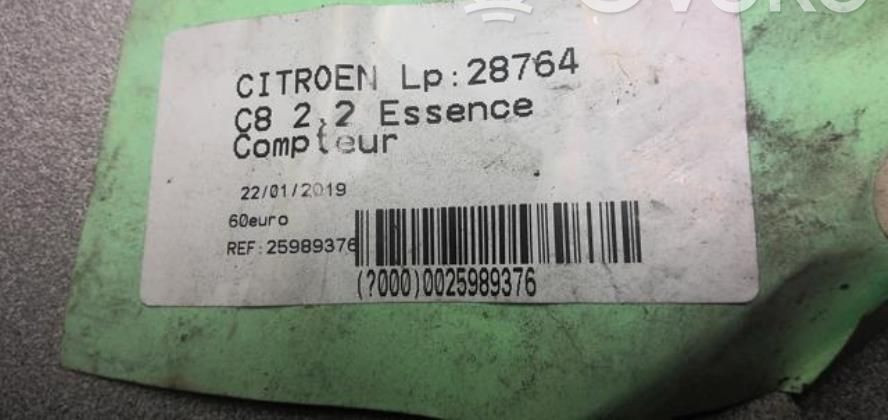 CITROEN Lp:28764
C8 2.2 Essence
Compteur
22/01/2019
60euro
REF:25989376
(?000)0025989376